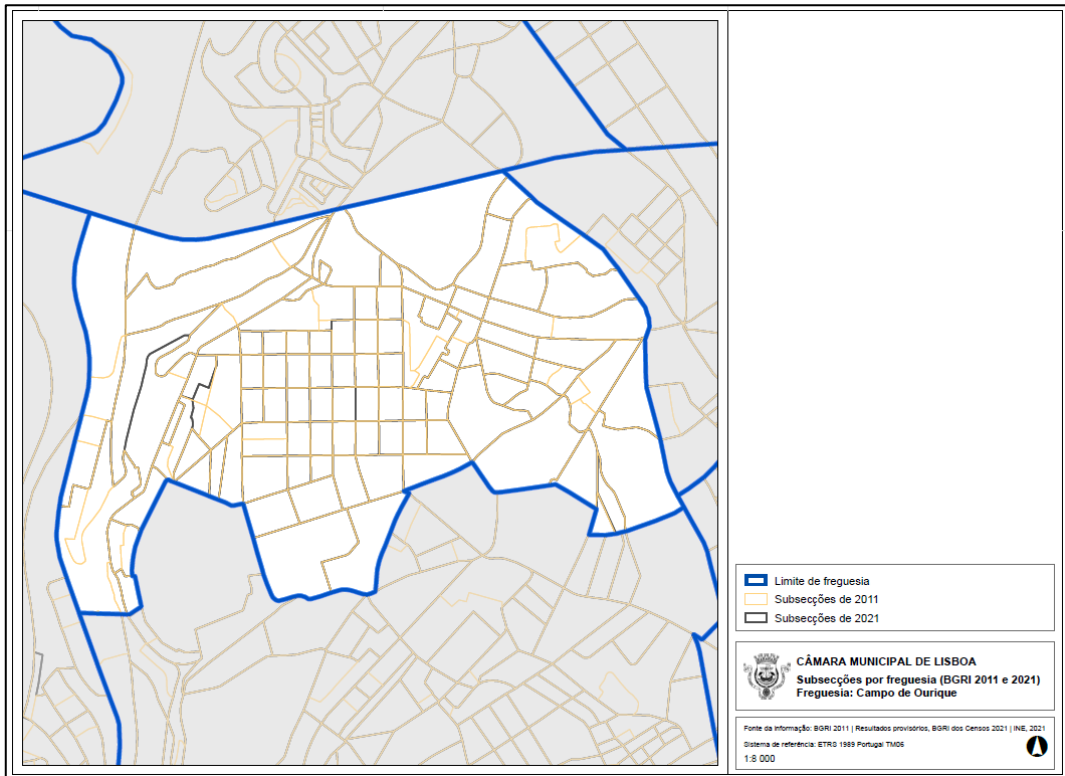 Limite de freguesia
Subsecções de 2011
Subsecções de 2021
CÂMARA MUNICIPAL DE LISBOA
Subsecções por freguesia (BGRI 2011 e 2021)
Freguesia: Campo de Ourique
Fonte da informação: BGRI 2011 | Resultados provisórios, BGRI dos Censos 2021 | INE, 2021
Sistema de referência: ETRS 1989 Portugal TM06
1:8 000